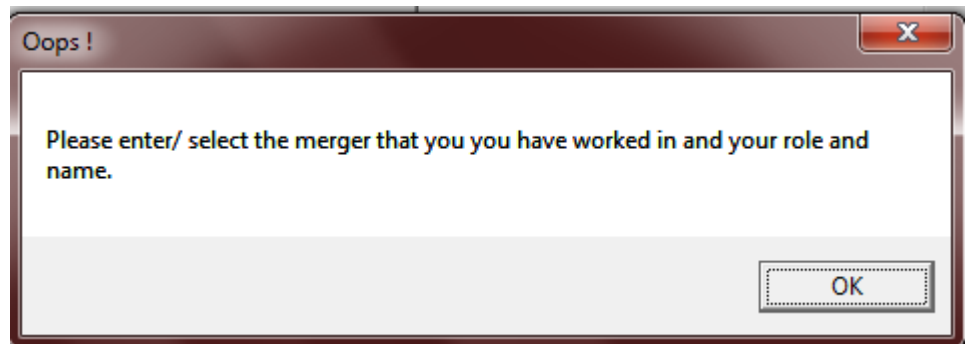 Oops !
Please enter/ select the merger that you you have worked in and your role and
name.
OK